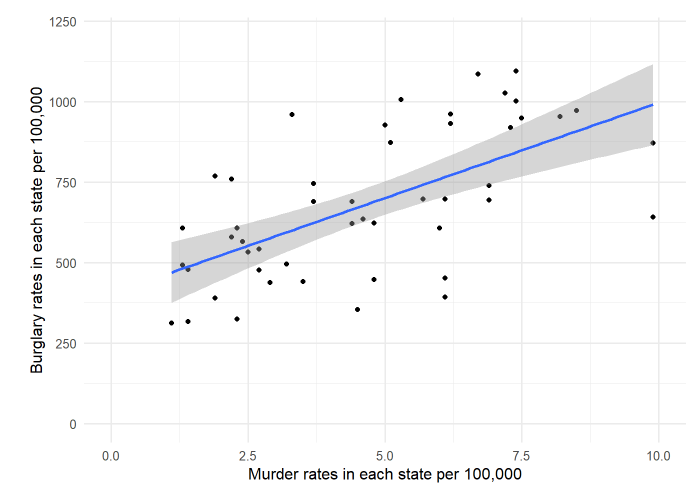 1250
1000
750
500
250
0
Burglary rates in each state per 100,000
0.0 2.5 5.0 7.5 10.0
Murder rates in each state per 100,000